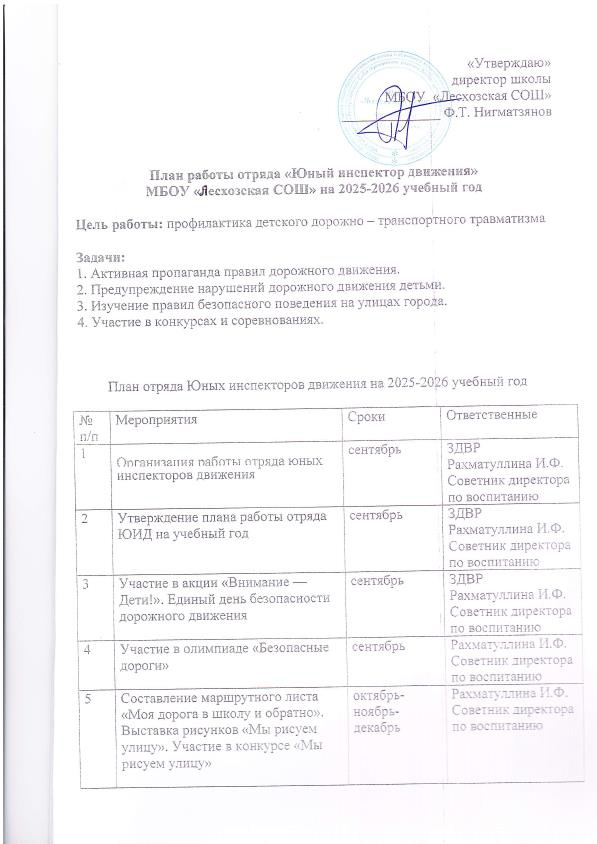 «Утверждаю»
директор школы
МБОУ «Лесхозская СОШ»
Ф.Т. Нигматзянов
План работы отряда «Юный инспектор движения»
МБОУ «Лесхозская СОШ» на 2025-2026 учебный год
Цель работы: профилактика детского дорожно – транспортного травматизма
Задачи:
1. Активная пропаганда правил дорожного движения.
2. Предупреждение нарушений дорожного движения детьми.
3. Изучение правил безопасного поведения на улицах города.
4. Участие в конкурсах и соревнованиях.
План отряда Юных инспекторов движения на 2025-2026 учебный год
№ Мероприятия Сроки Ответственные
п/п
1 сентябрь ЗДВР
Организация работы отряда юных Рахматуллина И.Ф.
инспекторов движения Советник директора
по воспитанию
2 Утверждение плана работы отряда сентябрь ЗДВР
ЮИД на учебный год Рахматуллина И.Ф.
Советник директора
по воспитанию
3 Участие в акции «Внимание — сентябрь ЗДВР
Дети!». Единый день безопасности Рахматуллина И.Ф.
дорожного движения Советник директора
по воспитанию
4 Участие в олимпиаде «Безопасные сентябрь Рахматуллина И.Ф.
дороги» Советник директора
по воспитанию
5 Составление маршрутного листа октябрь- Рахматуллина И.Ф.
«Моя дорога в школу и обратно». ноябрь- Советник директора
Выставка рисунков «Мы рисуем декабрь по воспитанию
улицу». Участие в конкурсе «Мы
рисуем улицу»